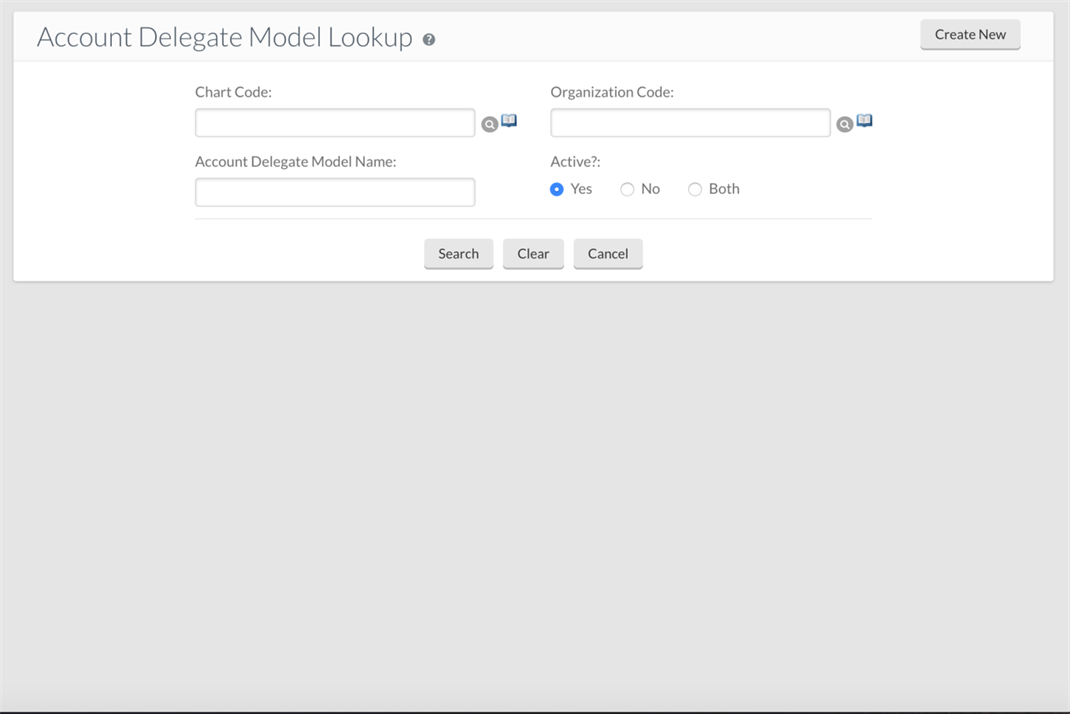 Account Delegate Model Lookup
Create New
Chart Code:
Organization Code:
Account Delegate Model Name:
Active?:
Yes No Both
Search Clear Cancel